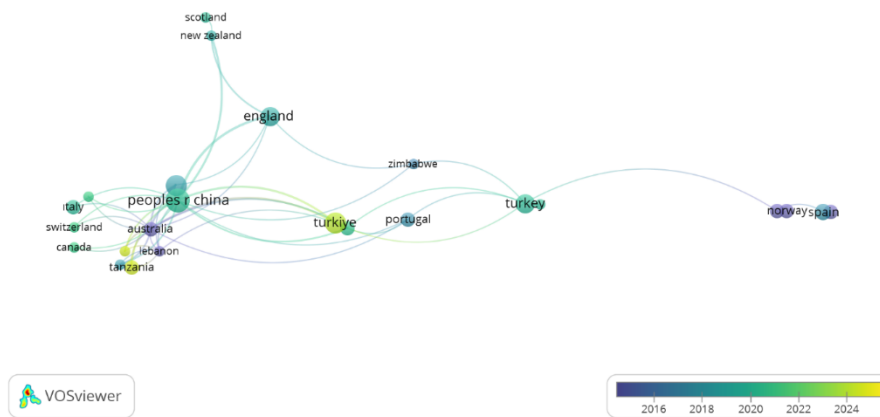 scotland
new zealand
england
zimbabwe
peoples r china
italy
turkey
portugal
norway spain
turkiye
switzerland
australia
canada
lebanon
tanzania
VOSviewer
2016 2018 2020 2022 2024